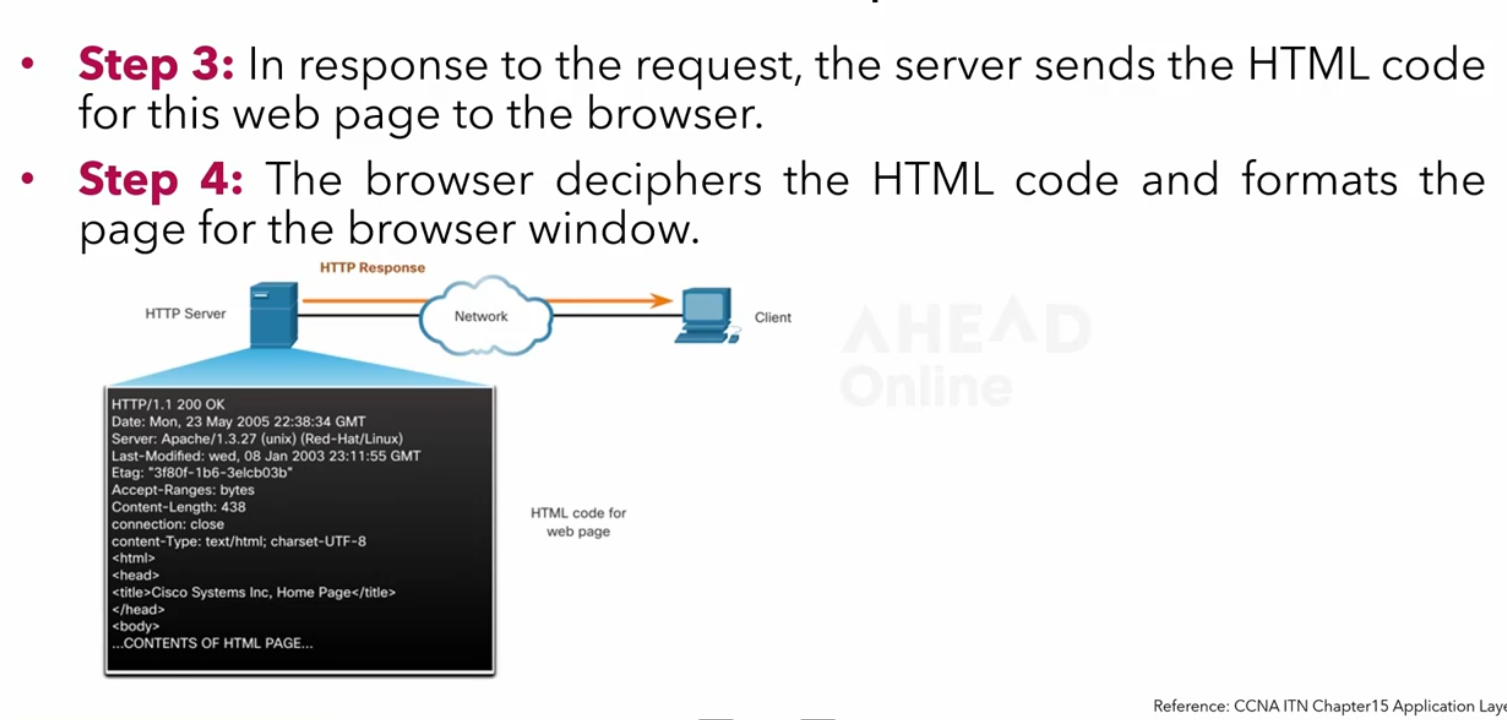 • Step 3: In response to the request, the server sends the HTML code
for this web page to the browser.
• Step 4: The browser deciphers the HTML code and formats the
page for the browser window.
HTTP Response
HTTP Server
Network
Client
AHEAD
Online
HTTP/1.1 200 OK
Date: Mon, 23 May 2005 22:38:34 GMT
Server: Apache/1.3.27 (unix) (Red-Hat/Linux)
Last-Modified: wed, 08 Jan 2003 23:11:55 GMT
Etag: "3f80f-1b6-3elcb03b"
Accept-Ranges: bytes
Content-Length: 438
connection: close
content-Type: text/html; charset-UTF-8
<html>
<head>
<title>Cisco Systems Inc, Home Page</title>
</head>
<body>
...CONTENTS OF HTML PAGE...
HTML code for
web page
Reference: CCNA ITN Chapter15 Application